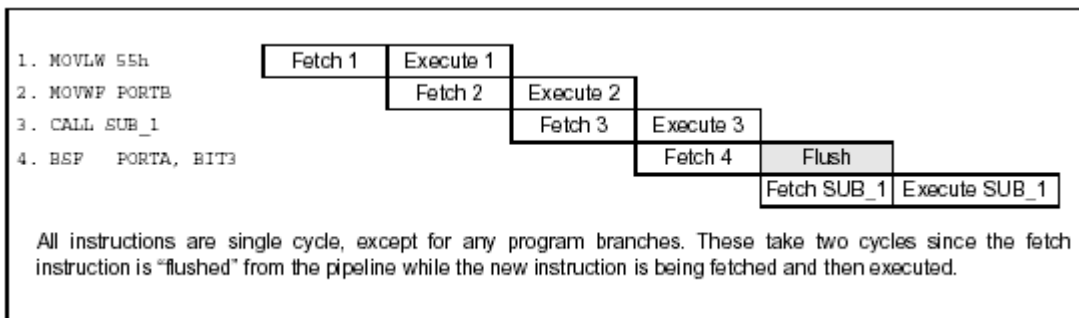 1. MOVLW 55h Fetch 1 Execute 1
2. MOVWF PORTB Fetch 2 Execute 2
3. CALL SUB_1 Fetch 3 Execute 3
4. BSF PORTA, BIT3 Fetch 4 Flush
Fetch SUB_1 Execute SUB_1
All instructions are single cycle, except for any program branches. These take two cycles since the fetch
instruction is “flushed” from the pipeline while the new instruction is being fetched and then executed.